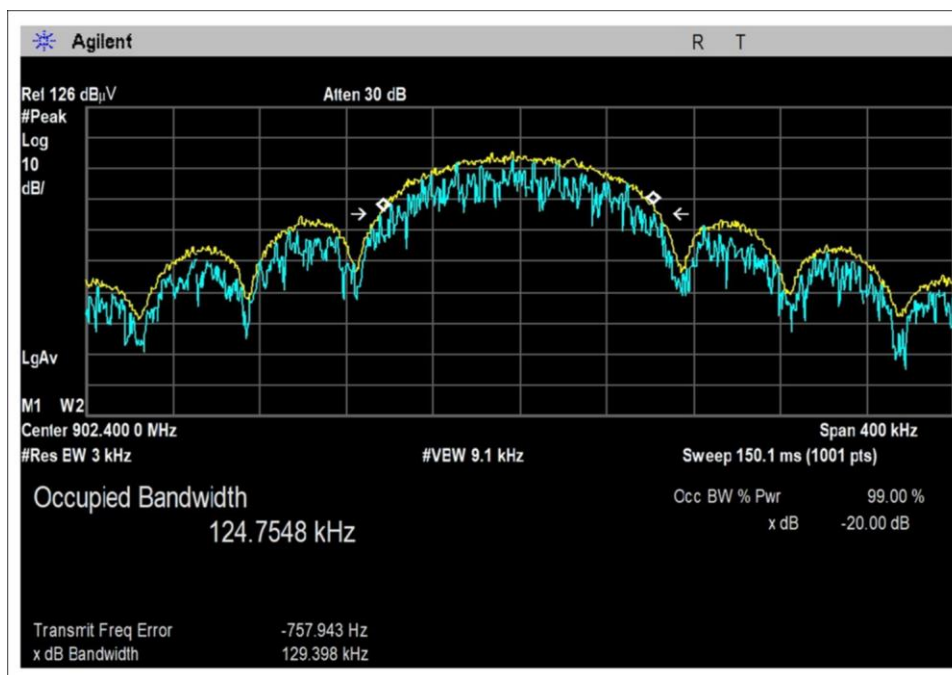 Agilent R T
Ref 126 dBμV Atten 30 dB
#Peak
Log
10
dB/
LgAv
M1 W2
Center 902.400 0 MHz Span 400 kHz
#Res BW 3 kHz #VBW 9.1 kHz Sweep 150.1 ms (1001 pts)
Occupied Bandwidth Occ BW % Pwr 99.00 %
124.7548 kHz x dB -20.00 dB
Transmit Freq Error -757.943 Hz
x dB Bandwidth 129.398 kHz